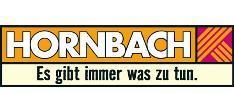 HORNBACH
Es gibt immer was zu tun.